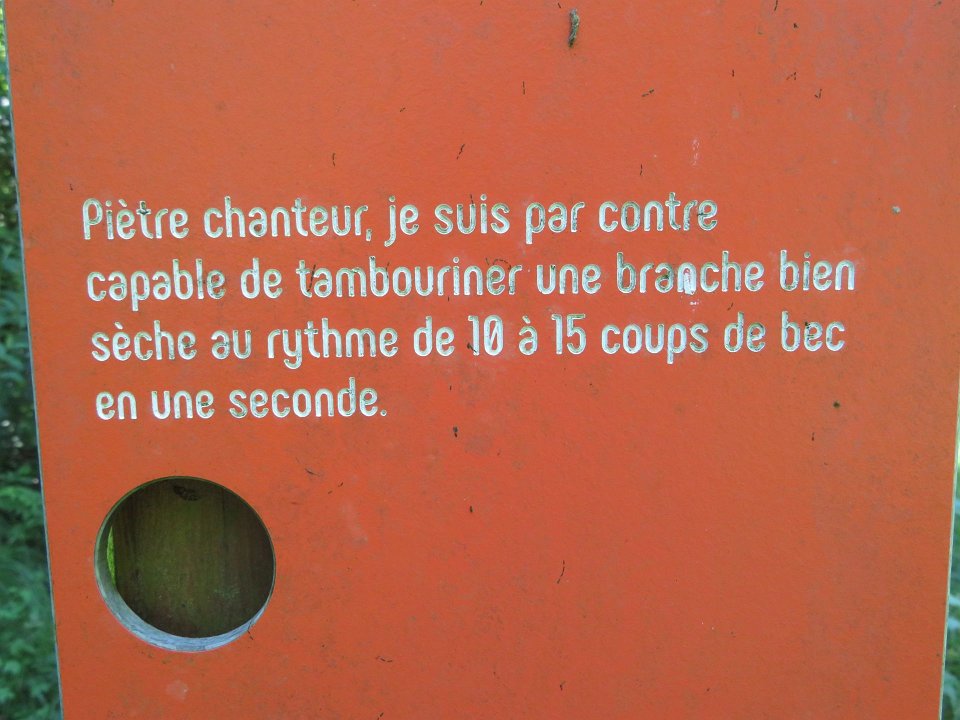 Piètre chanteur, je suis par contre
capable de tambouriner une branche bien
sèche au rythme de 10 à 15 coups de bec
en une seconde.